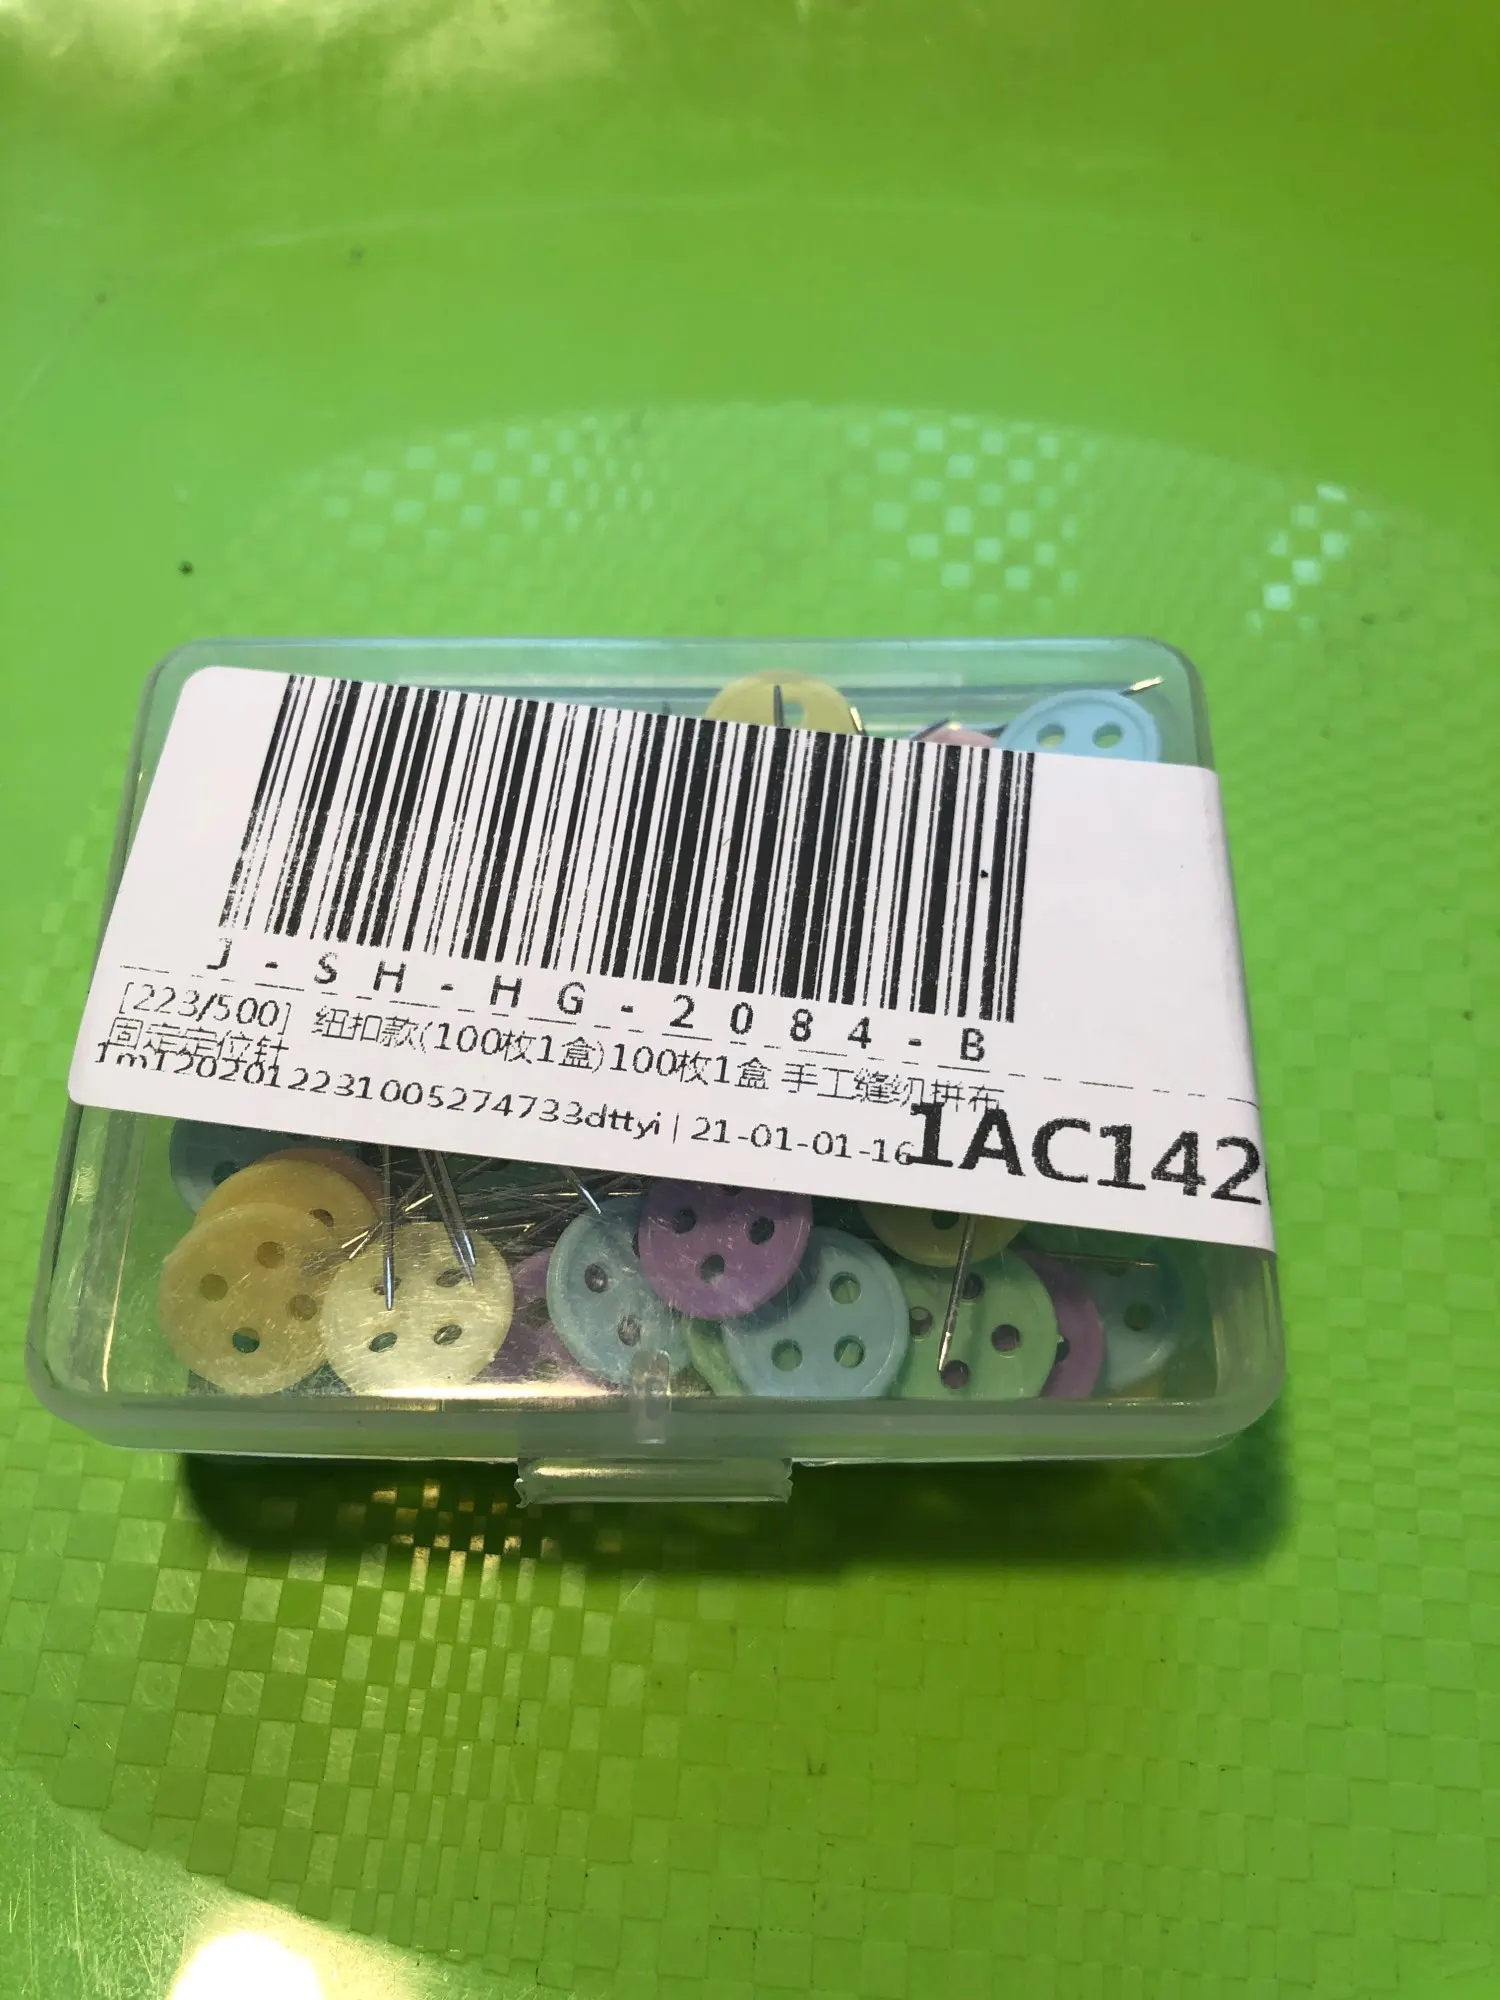 J-SH-HG-2084-B
[223/500] 纽扣款(100枚1盒)100枚1盒 手工缝纫拼布
固定定位针
1m1202012231005274733dttyi | 21-01-01-16
1AC142